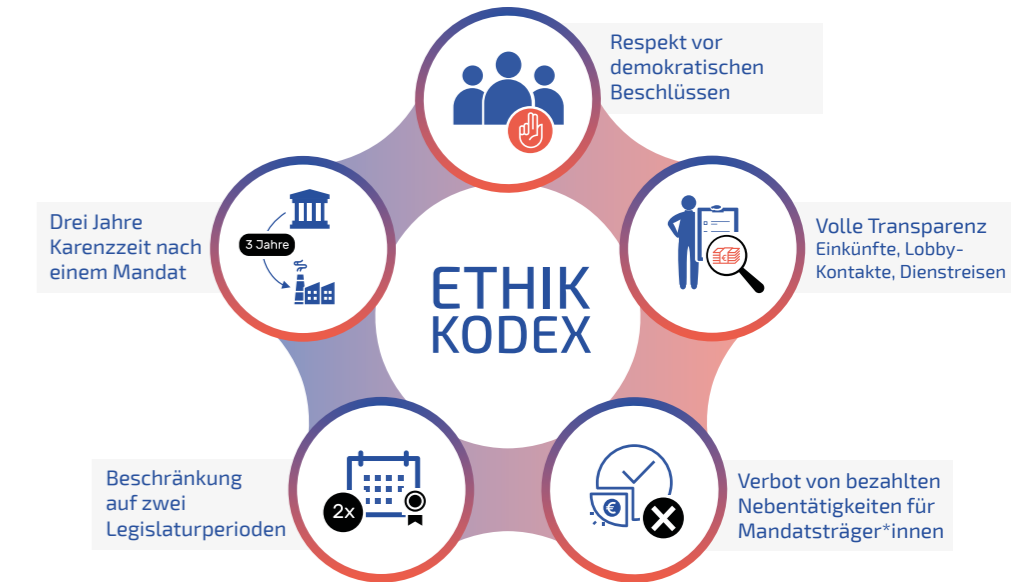 Respekt vor
demokratischen
Beschlüssen
Drei Jahre
Karenzzeit nach
einem Mandat
3 Jahre
Volle Transparenz
Einkünfte, Lobby-
Kontakte, Dienstreisen
€
ETHIK
KODEX
Beschränkung
auf zwei
Legislaturperioden
2x
€
Verbot von bezahlten
Nebentätigkeiten für
Mandatsträger*innen